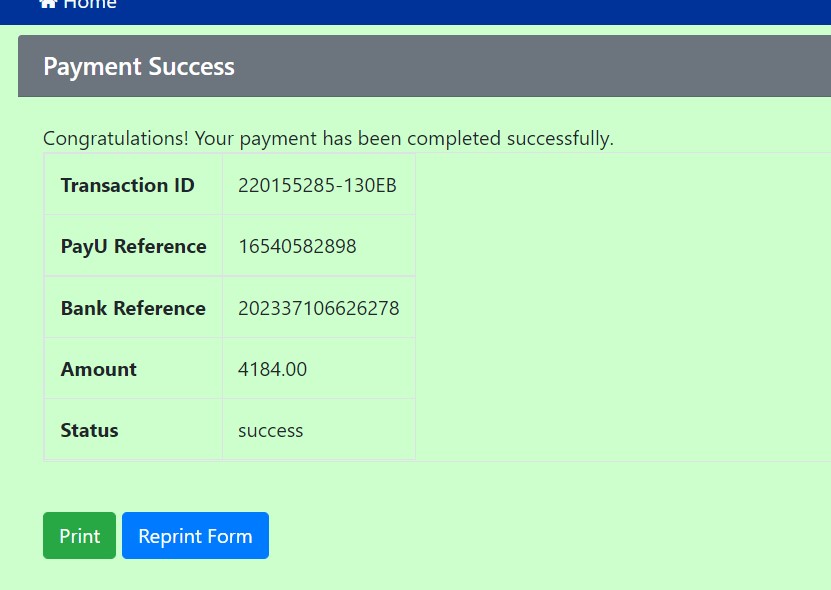 Home
Payment Success
Congratulations! Your payment has been completed successfully.
Transaction ID 220155285-130EB
PayU Reference 16540582898
Bank Reference 202337106626278
Amount 4184.00
Status success
Print Reprint Form